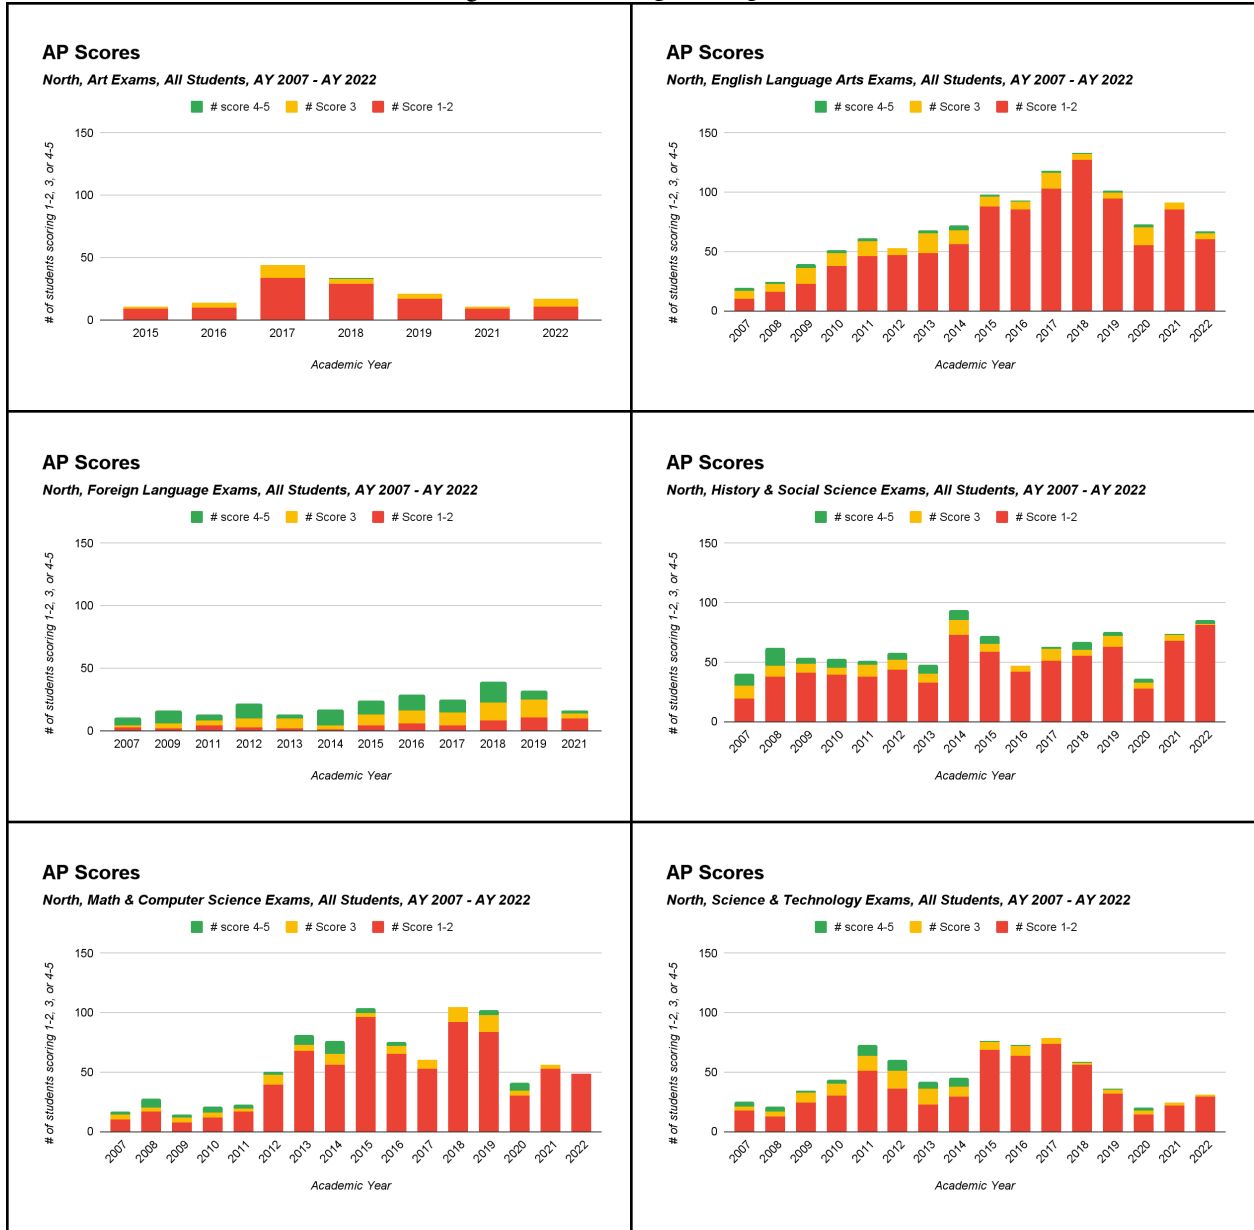 AP Scores
North, Art Exams, All Students, AY 2007 - AY 2022
# score 4-5 # Score 3 # Score 1-2
# of students scoring 1-2, 3, or 4-5
150
100
50
0
2015 2016 2017 2018 2019 2021 2022
Academic Year
AP Scores
North, English Language Arts Exams, All Students, AY 2007 - AY 2022
# score 4-5 # Score 3 # Score 1-2
# of students scoring 1-2, 3, or 4-5
150
100
50
0
2007 2008 2009 2010 2011 2012 2013 2014 2015 2016 2017 2018 2019 2020 2021 2022
Academic Year
AP Scores
North, Foreign Language Exams, All Students, AY 2007 - AY 2022
# score 4-5 # Score 3 # Score 1-2
# of students scoring 1-2, 3, or 4-5
150
100
50
0
2007 2009 2011 2012 2013 2014 2015 2016 2017 2018 2019 2021
Academic Year
AP Scores
North, History & Social Science Exams, All Students, AY 2007 - AY 2022
# score 4-5 # Score 3 # Score 1-2
# of students scoring 1-2, 3, or 4-5
150
100
50
0
2007 2008 2009 2010 2011 2012 2013 2014 2015 2016 2017 2018 2019 2020 2021 2022
Academic Year
AP Scores
North, Math & Computer Science Exams, All Students, AY 2007 - AY 2022
# score 4-5 # Score 3 # Score 1-2
# of students scoring 1-2, 3, or 4-5
150
100
50
0
2007 2008 2009 2010 2011 2012 2013 2014 2015 2016 2017 2018 2019 2020 2021 2022
Academic Year
AP Scores
North, Science & Technology Exams, All Students, AY 2007 - AY 2022
# score 4-5 # Score 3 # Score 1-2
# of students scoring 1-2, 3, or 4-5
150
100
50
0
2007 2008 2009 2010 2011 2012 2013 2014 2015 2016 2017 2018 2019 2020 2021 2022
Academic Year